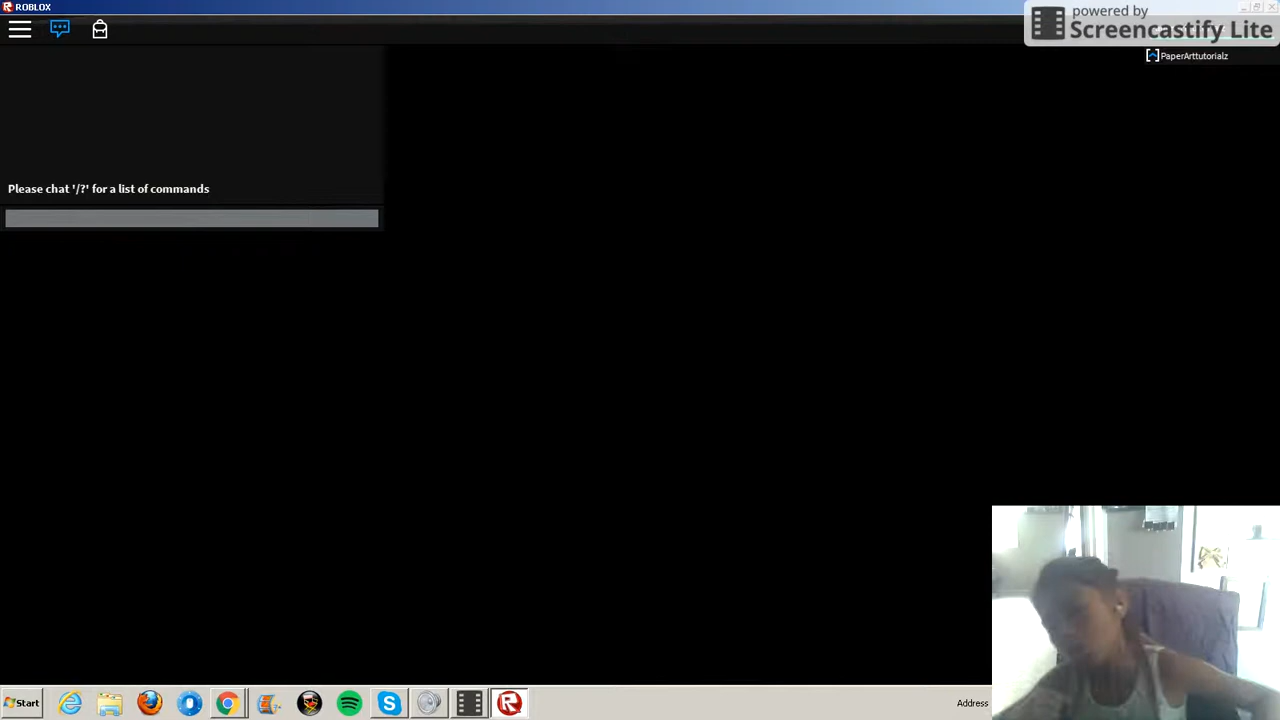 ROBLOX
powered by
Screencastify Lite
PaperArttutorialz
Please chat '/?' for a list of commands
Start
Address